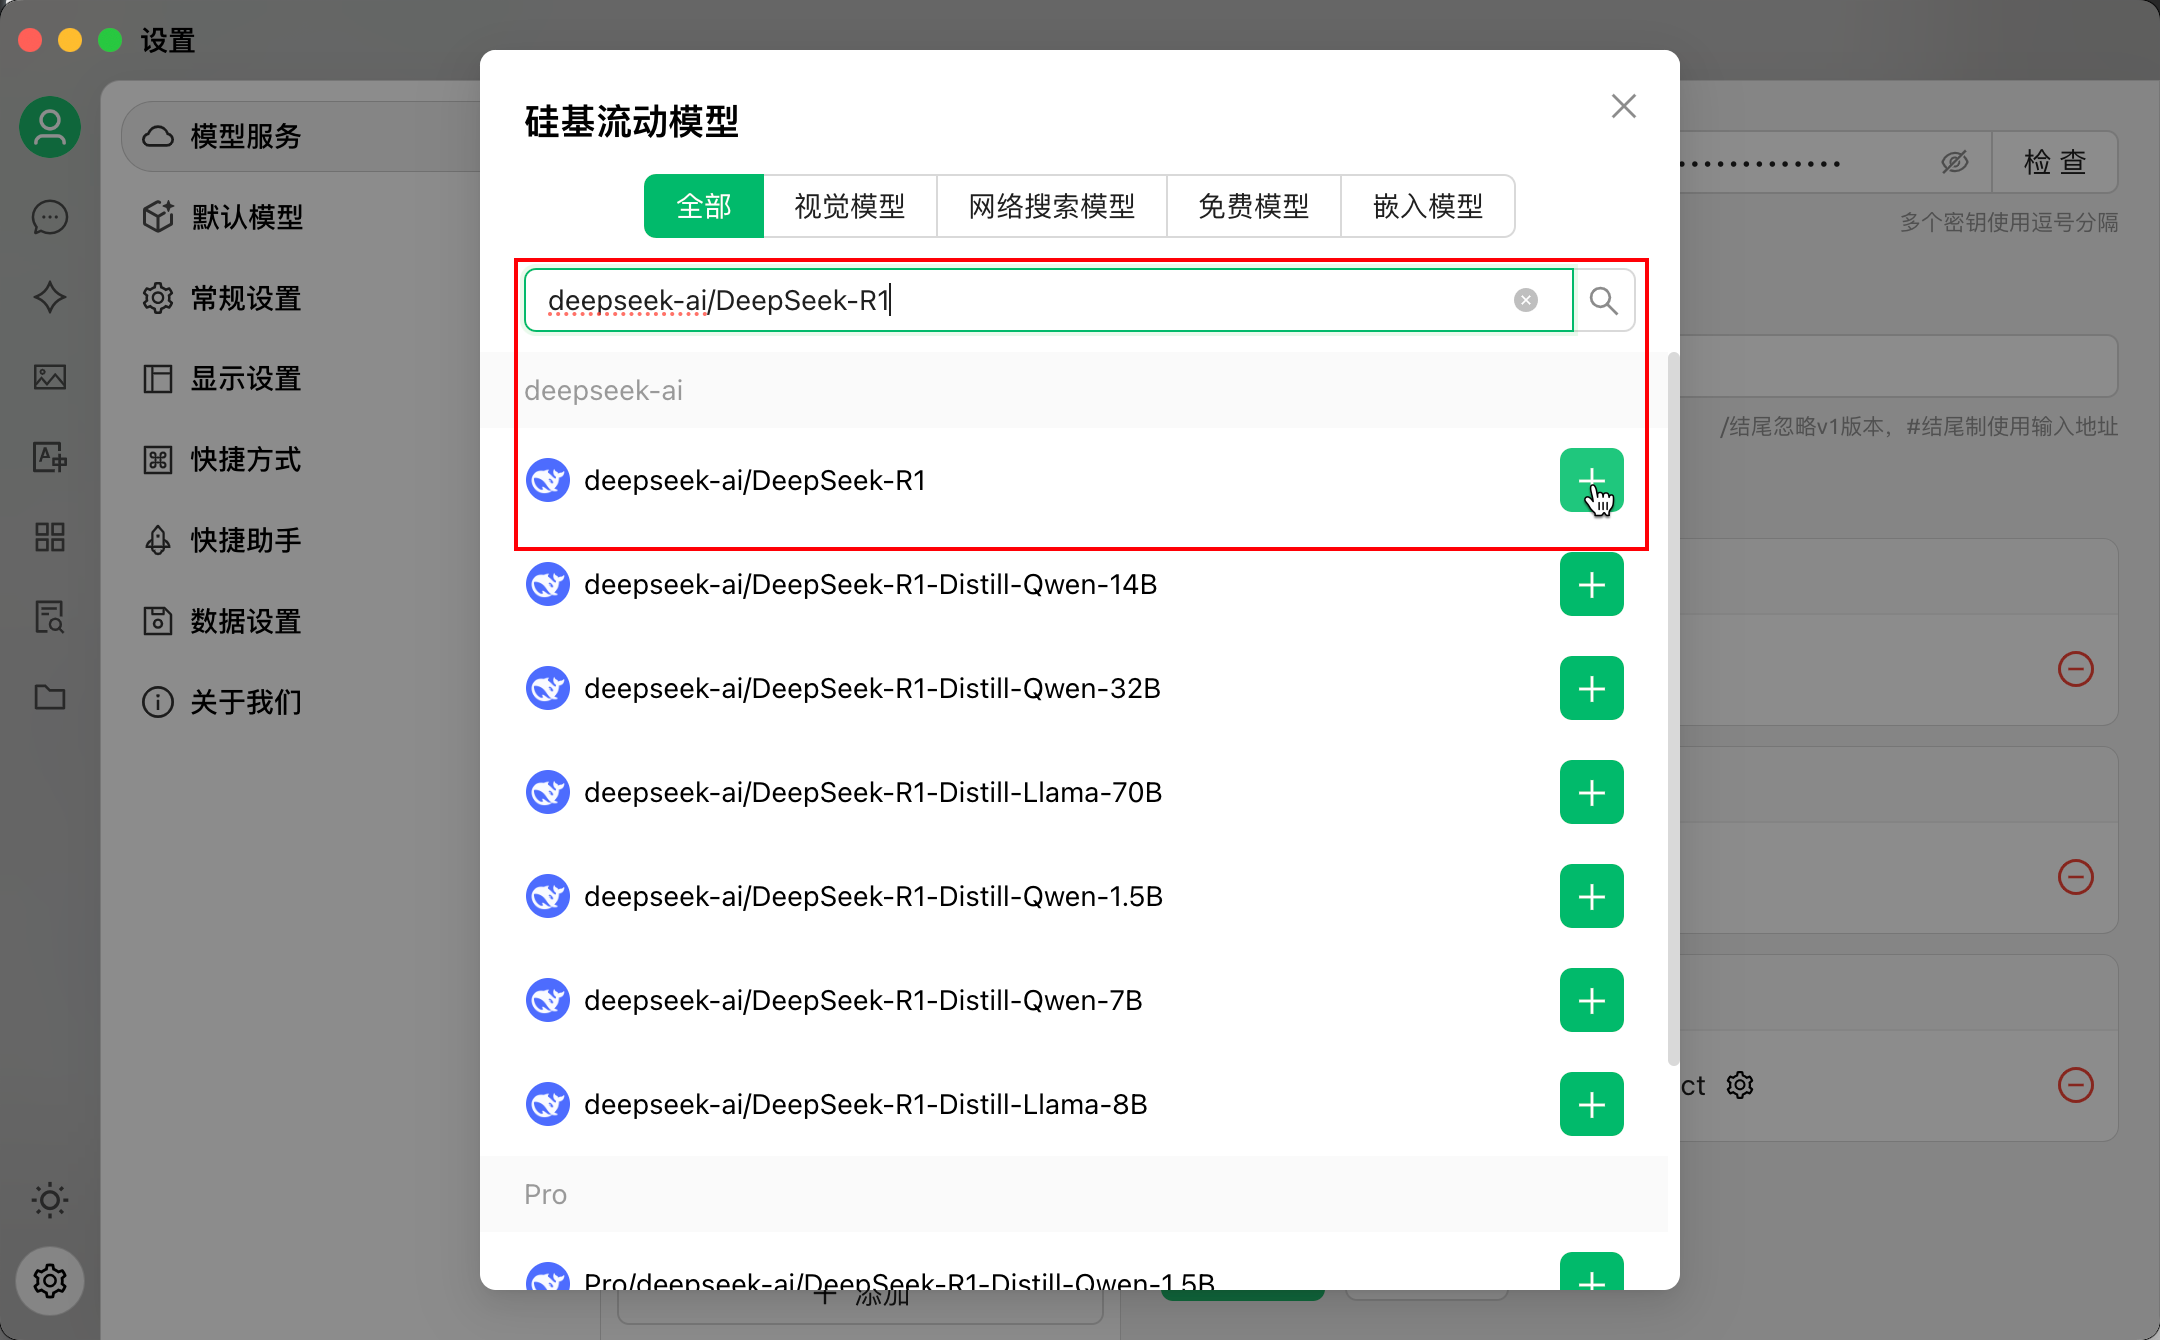 设置
模型服务
默认模型
常规设置
显示设置
快捷方式
快捷助手
数据设置
关于我们
硅基流动模型
全部
视觉模型
网络搜索模型
免费模型
嵌入模型
deepseek-ai/DeepSeek-R1
deepseek-ai
deepseek-ai/DeepSeek-R1
deepseek-ai/DeepSeek-R1-Distill-Qwen-14B
deepseek-ai/DeepSeek-R1-Distill-Qwen-32B
deepseek-ai/DeepSeek-R1-Distill-Llama-70B
deepseek-ai/DeepSeek-R1-Distill-Qwen-1.5B
deepseek-ai/DeepSeek-R1-Distill-Qwen-7B
deepseek-ai/DeepSeek-R1-Distill-Llama-8B
Pro
Pro/deepseek-ai/DeepSeek-R1-Distill-Qwen-1.5B
添加
检查
多个密钥使用逗号分隔
/结尾忽略v1版本，#结尾制使用输入地址
ct